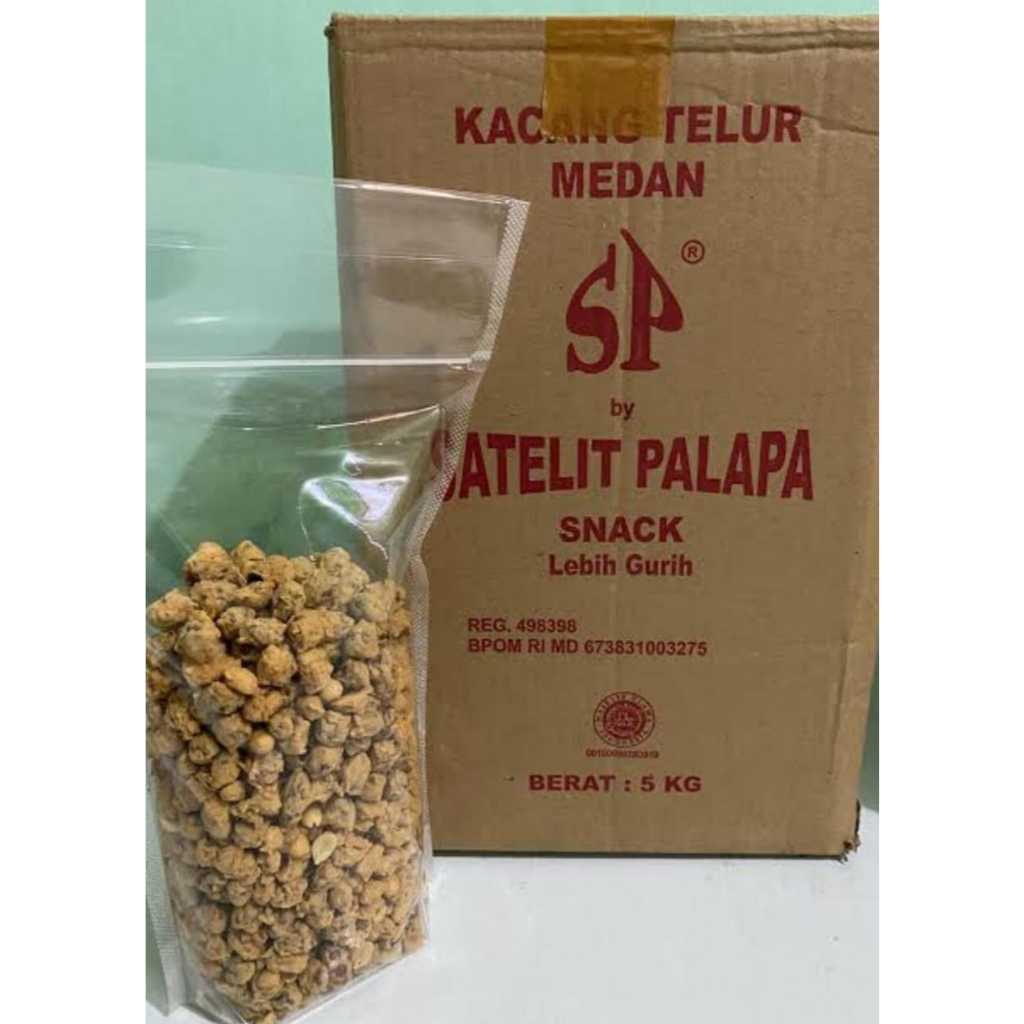 KACANG TELUR
MEDAN
SP ®
by
SATELIT PALAPA
SNACK
Lebih Gurih
REG. 498398
BPOM RI MD 673831003275
BERAT : 5 KG